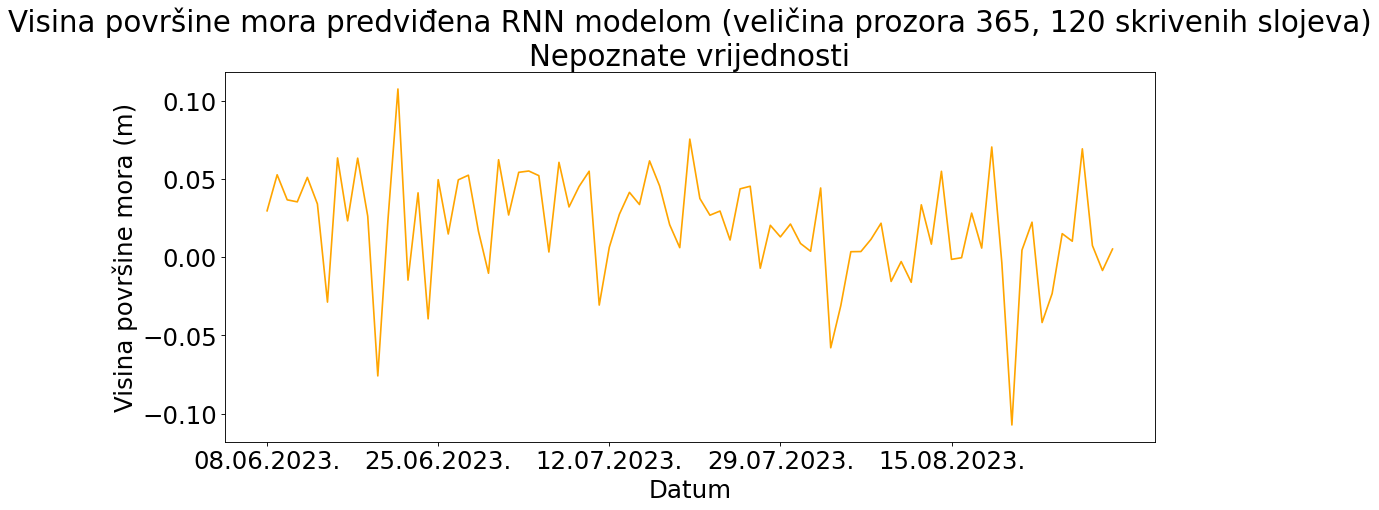 Visina površine mora predviđena RNN modelom (veličina prozora 365, 120 skrivenih slojeva)
Nepoznate vrijednosti
Visina površine mora (m)
0.10
0.05
0.00
−0.05
−0.10
08.06.2023. 25.06.2023. 12.07.2023. 29.07.2023. 15.08.2023.
Datum